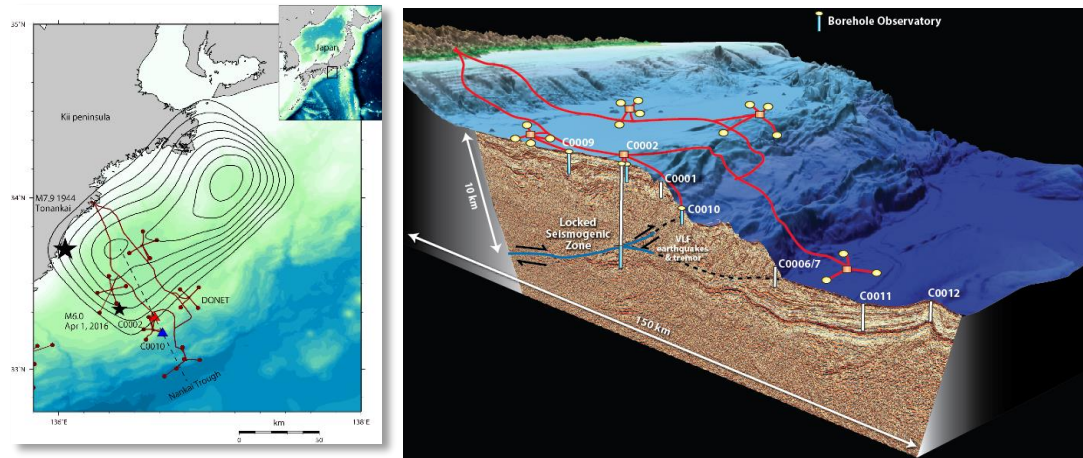 35°N
34°N
33°N
136°E
138°E
Japan
Kii peninsula
M7.9 1944
Tonankai
DONET
M6.0
Apr 1, 2016
C0002
C0010
Nankai Trough
km
0
50
Borehole Observatory
C0009
C0002
C0001
C0010
10 km
Locked
Seismogenic
Zone
VLF
earthquakes
& tremor
C0006/7
C0011
C0012
150 km